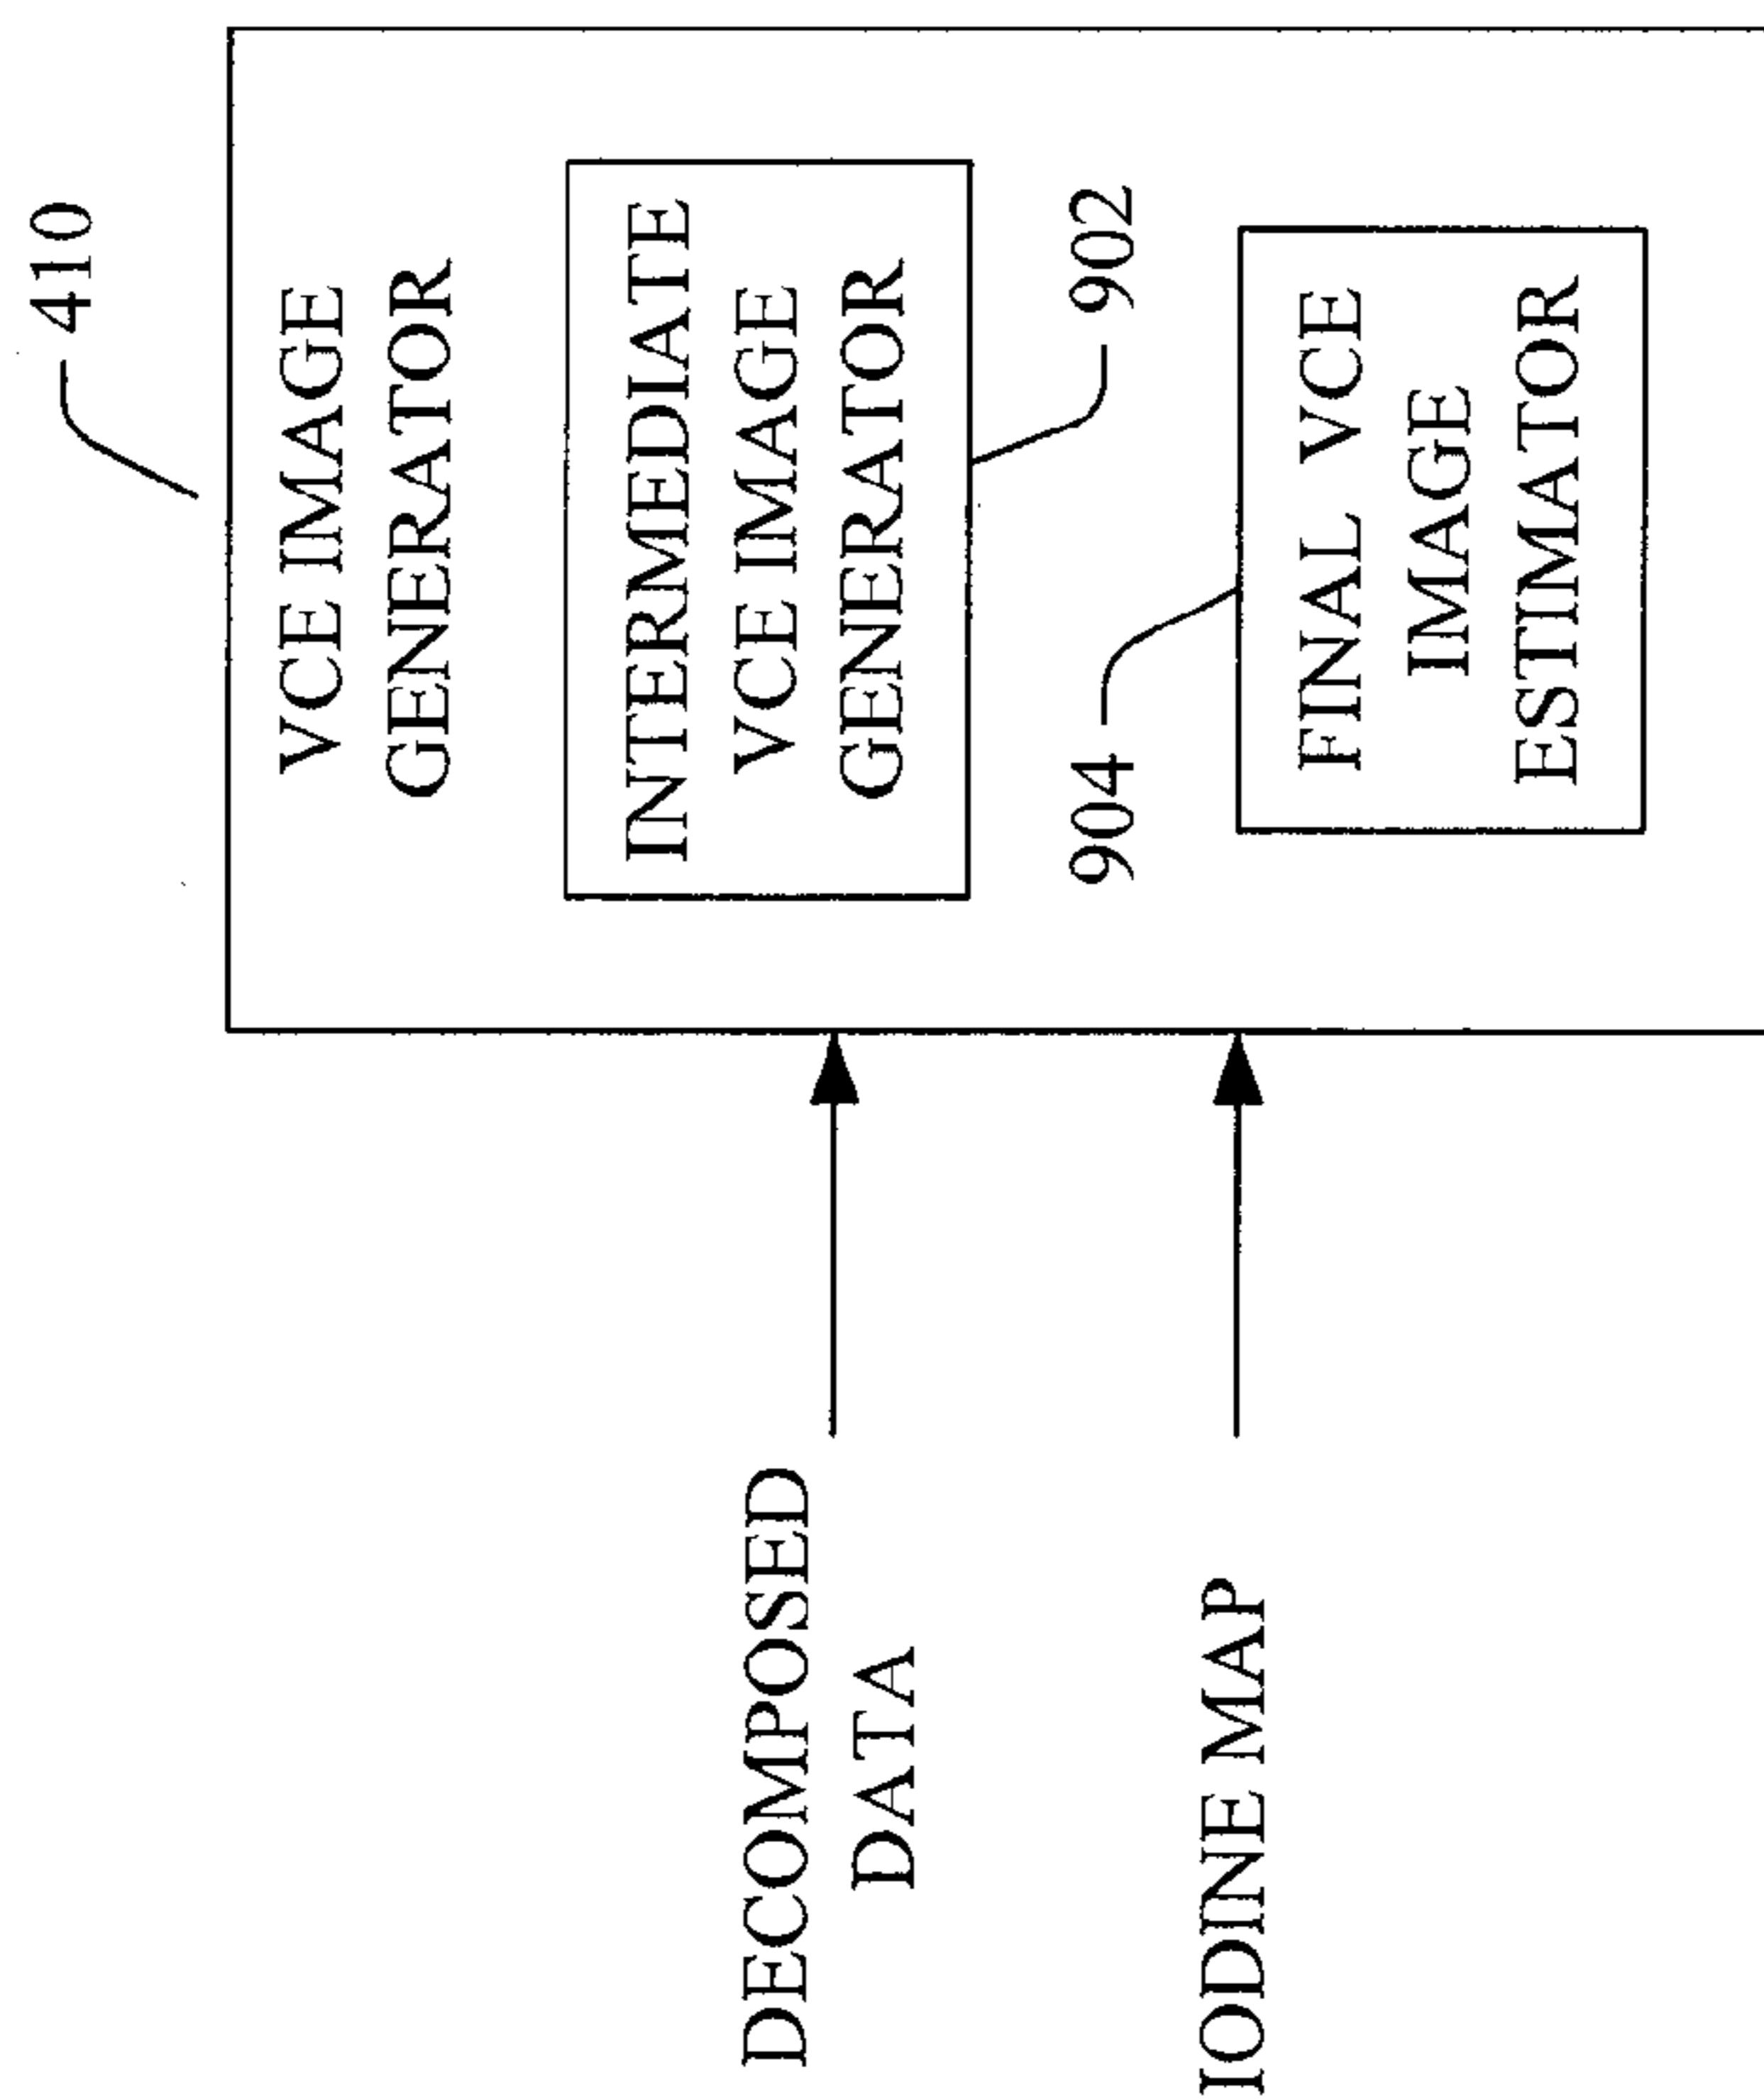 410
VCE IMAGE
GENERATOR
INTERMEDIATE
VCE IMAGE
GENERATOR
902
904
FINAL VCE
IMAGE
ESTIMATOR
DECOMPOSED
DATA
IODINE MAP